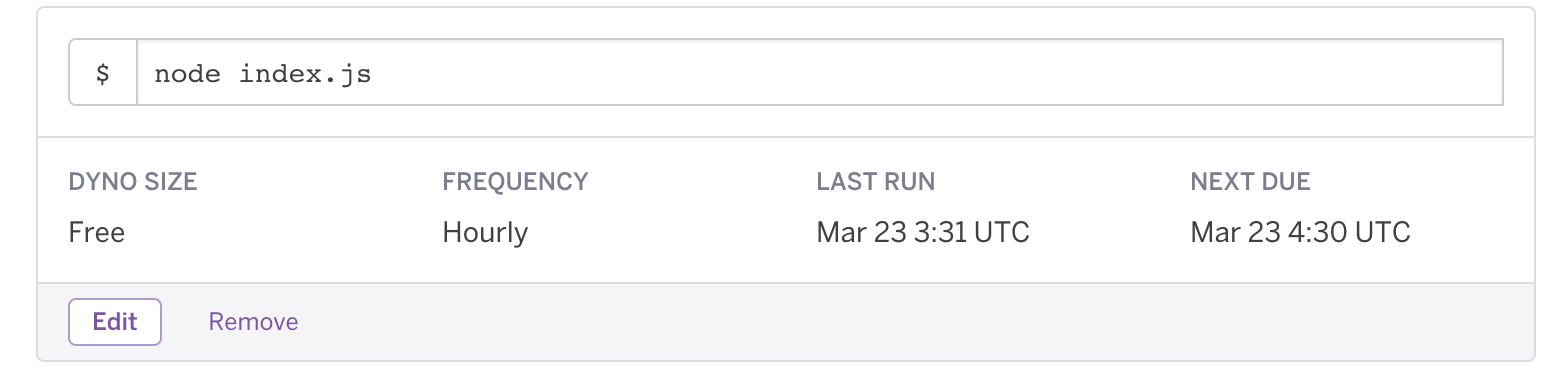 $ node index.js
DYNO SIZE FREQUENCY LAST RUN NEXT DUE
Free Hourly Mar 23 3:31 UTC Mar 23 4:30 UTC
Edit Remove